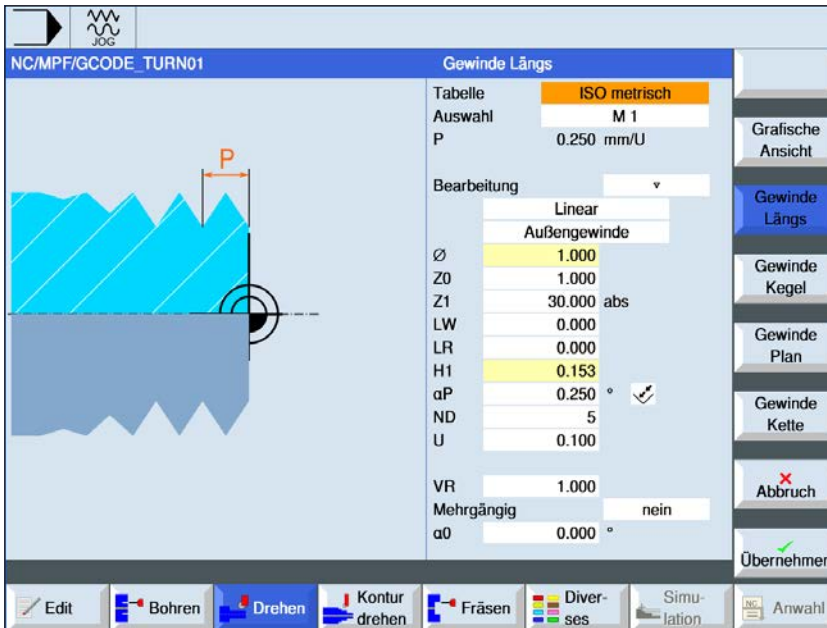 JOG
NC/MPF/GCODE_TURN01
Gewinde Längs
P
Tabelle ISO metrisch
Auswahl M 1
P 0.250 mm/U
Bearbeitung ▿
Linear
Außengewinde
Ø 1.000
Z0 1.000
Z1 30.000 abs
LW 0.000
LR 0.000
H1 0.153
αP 0.250 °
ND 5
U 0.100
VR 1.000
Mehrgängig nein
α0 0.000 °
Grafische
Ansicht
Gewinde
Längs
Gewinde
Kegel
Gewinde
Plan
Gewinde
Kette
Abbruch
Übernehmen
Edit
Bohren
Drehen
Kontur
drehen
Fräsen
Diver-
ses
Simu-
lation
NC
Anwahl